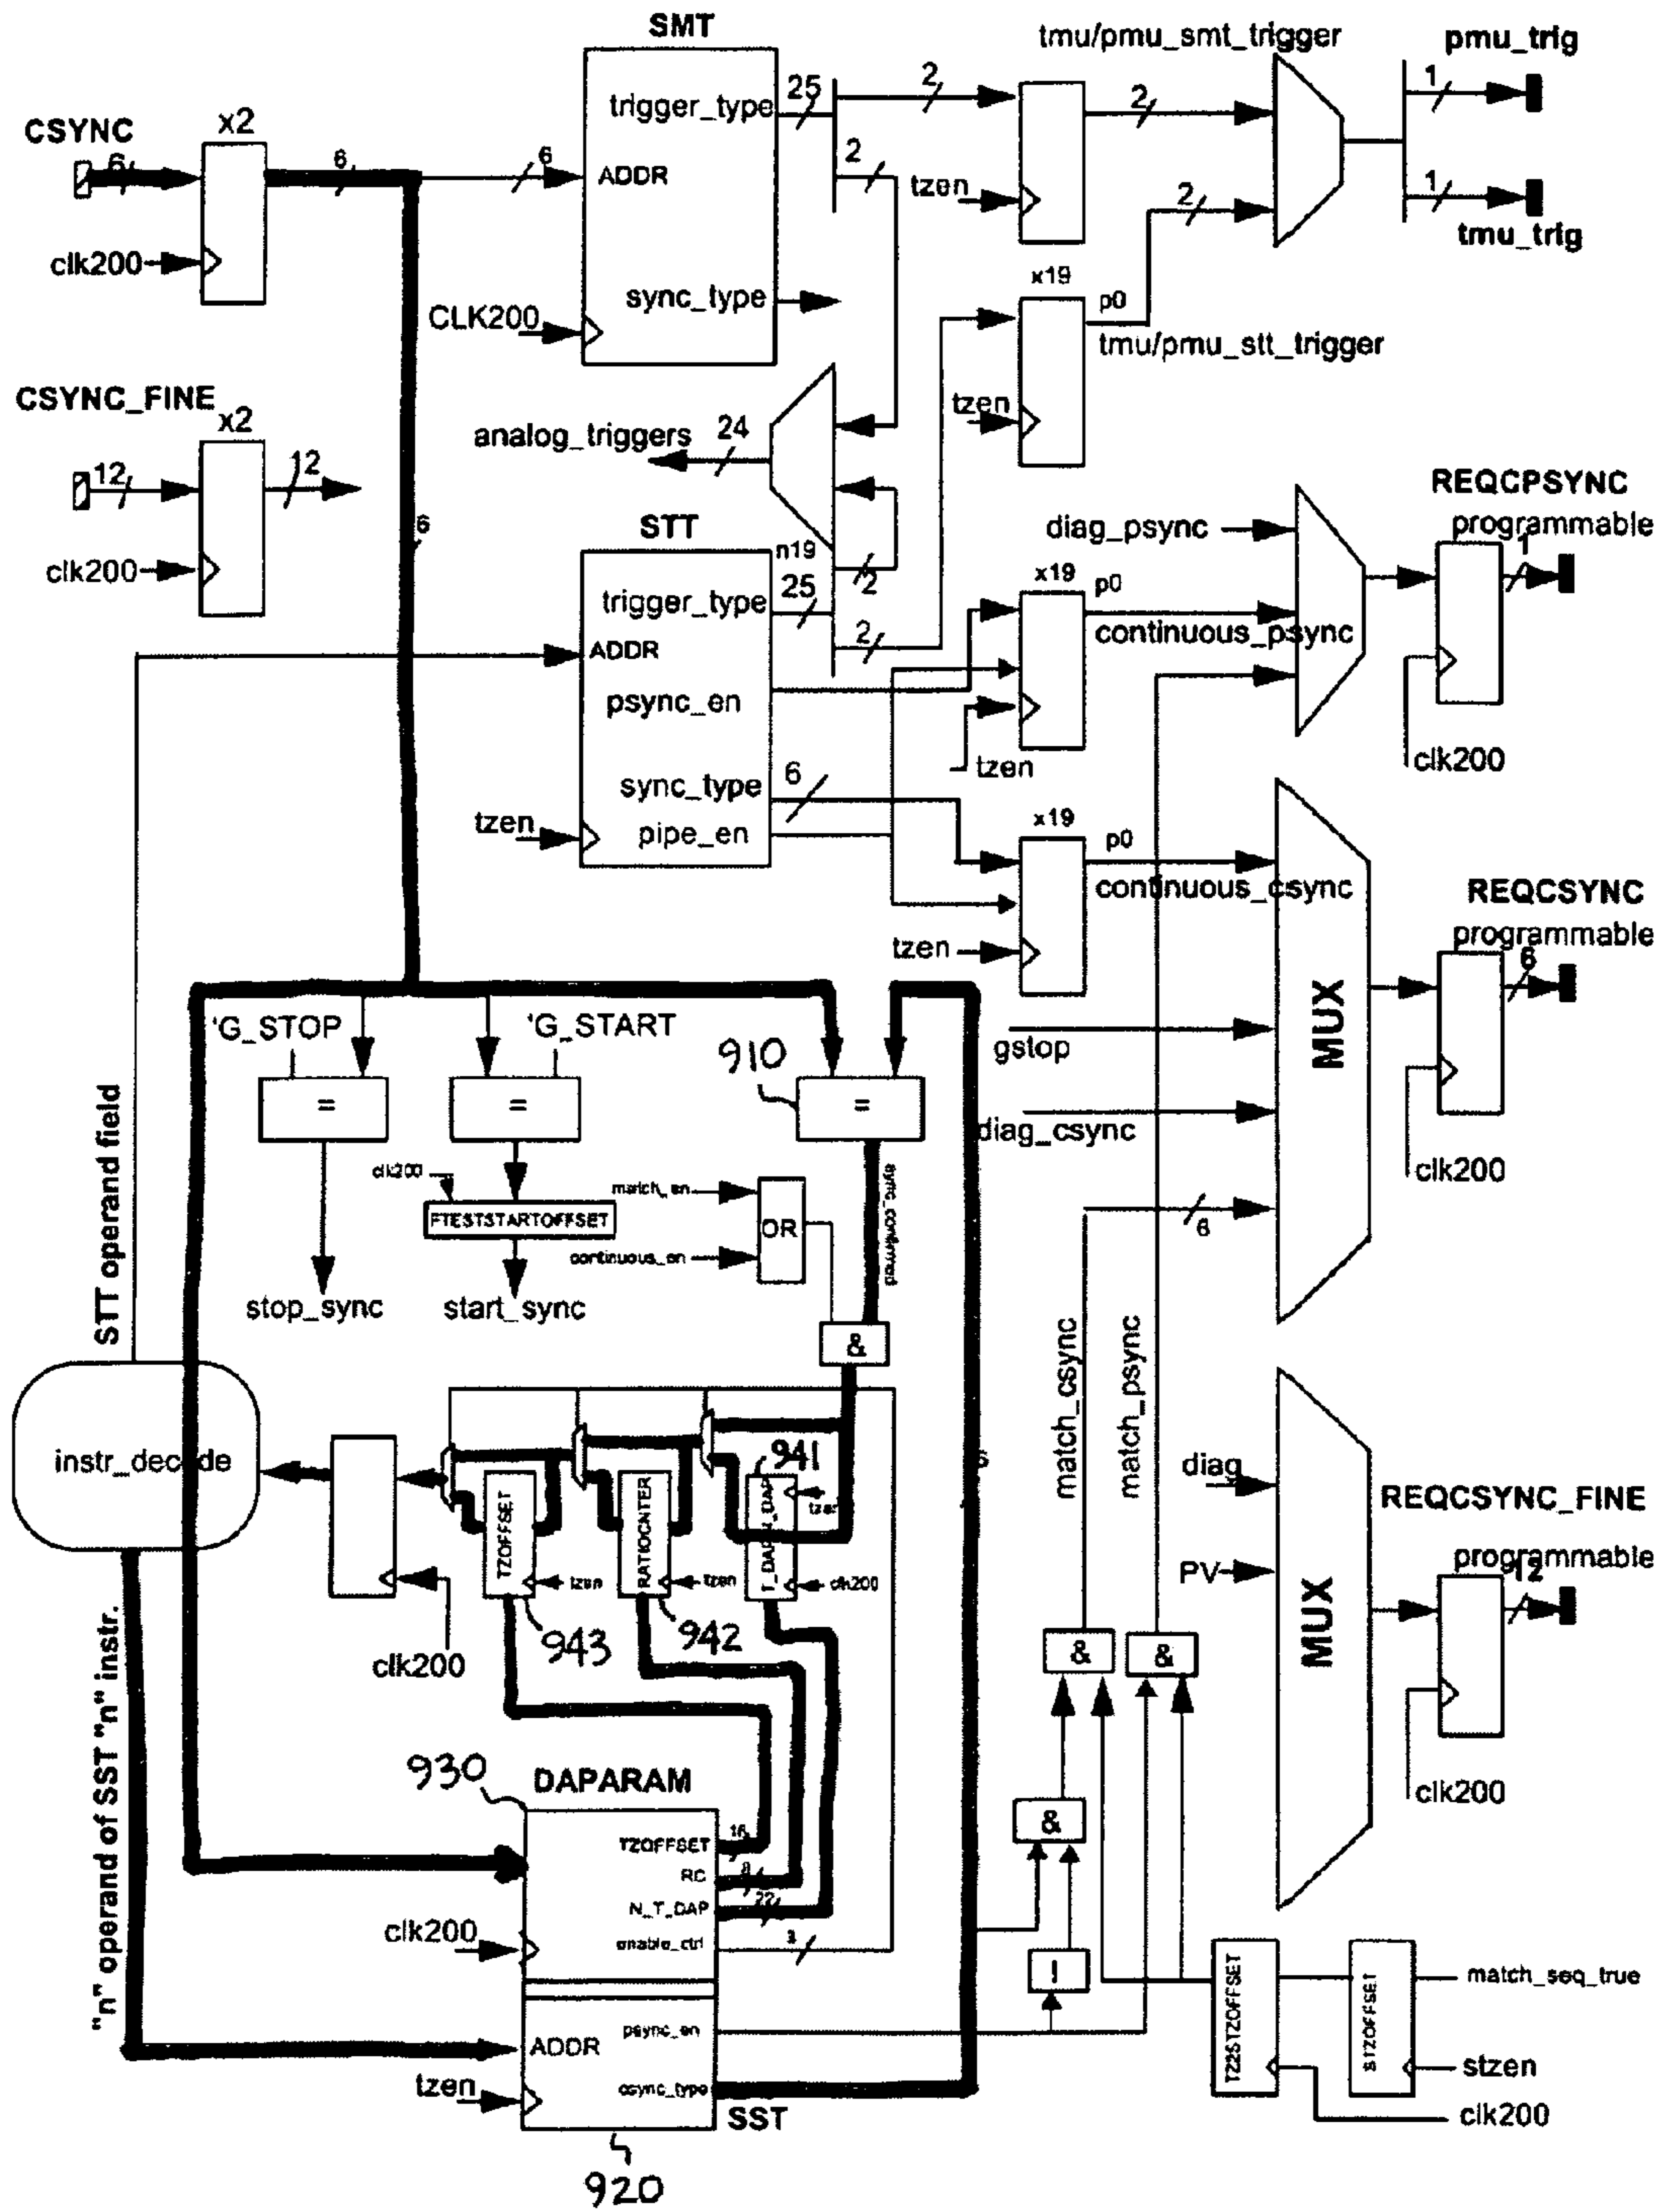 SMT
tmu/pmu_smt_trigger
pmu_trig
CSYNC
x2
trigger_type
25
2
2
1
6
6
6
ADDR
2
tzen
2
1
tmu_trig
clk200
CLK200
sync_type
x19
p0
tmu/pmu_stt_trigger
CSYNC_FINE
x2
analog_triggers
24
tzen
12
12
6
STT
n19
diag_psync
REQCPSYNC
programmable
1
clk200
trigger_type
25
2
x19
p0
continuous_psync
ADDR
2
psync_en
tzen
clk200
sync_type
6
tzen
pipe_en
x19
p0
continuous_csync
REQCSYNC
programmable
6
tzen
MUX
'G_STOP
'G_START
910
gstop
=
=
=
diag_csync
clk200
STT operand field
clk200
match_en
sync_confirmed
FTESTSTARTOFFSET
OR
6
continuous_en
stop_sync
start_sync
&
match_csync
match_psync
instr_decode
941
6
diag
REQCSYNC_FINE
TZOFFSET
RATIOCNTER
tzen
programmable
12
PV
MUX
tzen
tzen
clk200
943
942
clk200
&
&
"n" operand of SST "n" instr.
930
DAPARAM
clk200
&
TZOFFSET
16
RC
8
N_T_DAP
22
clk200
enable_ctrl
3
!
TZ2STZOFFSET
STZOFFSET
match_seq_true
psync_en
ADDR
stzen
tzen
csync_type
SST
clk200
920